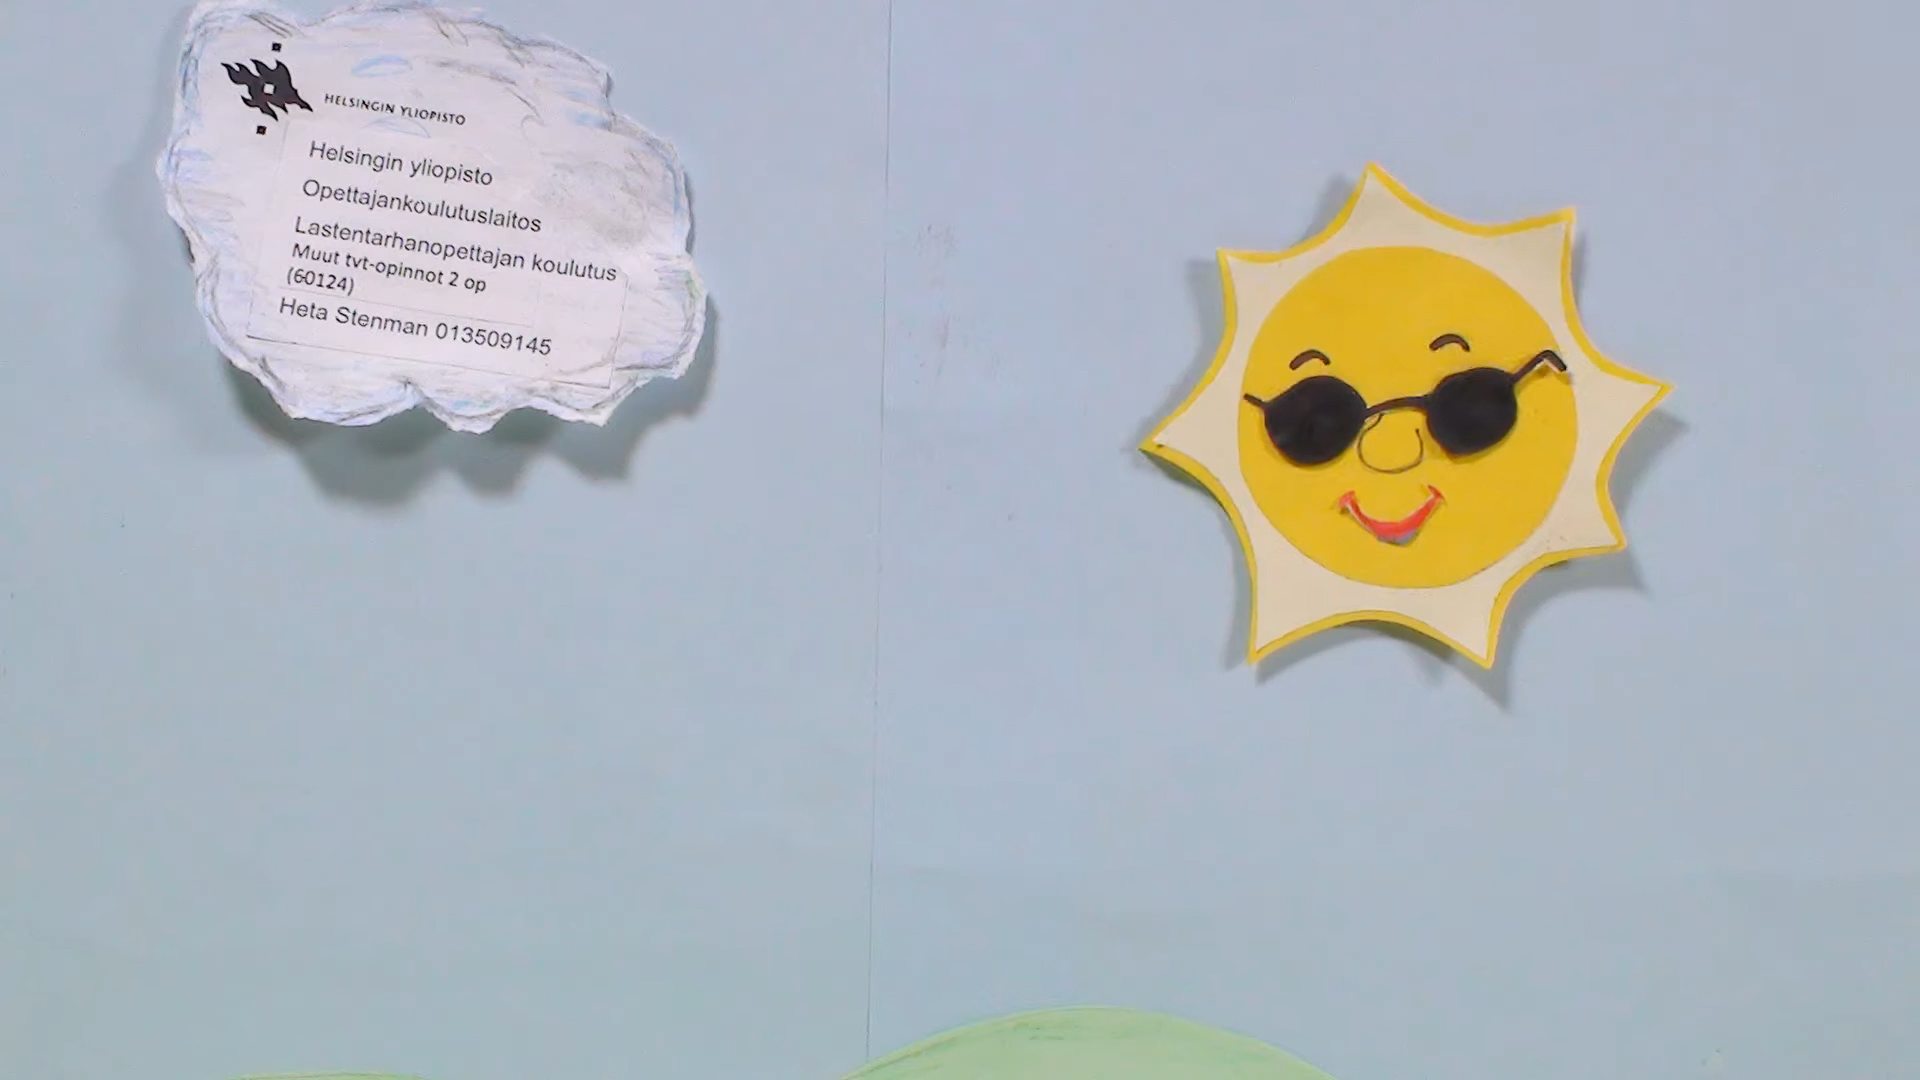 HELSINGIN YLIOPISTO
Helsingin yliopisto
Opettajankoulutuslaitos
Lastentarhanopettajan koulutus
Muut tvt-opinnot 2 op
(60124)
Heta Stenman 013509145